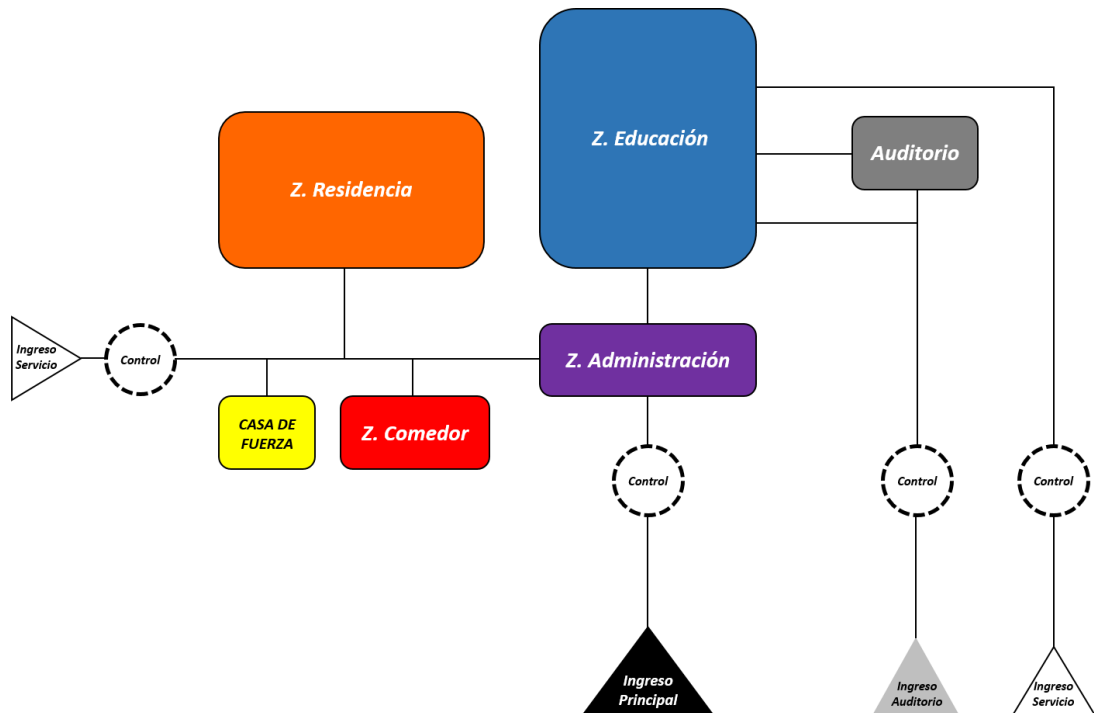 Z. Educación
Auditorio
Z. Residencia
Ingreso
Servicio
Control
Z. Administración
CASA DE
FUERZA
Z. Comedor
Control
Control
Control
Ingreso
Principal
Ingreso
Auditorio
Ingreso
Servicio